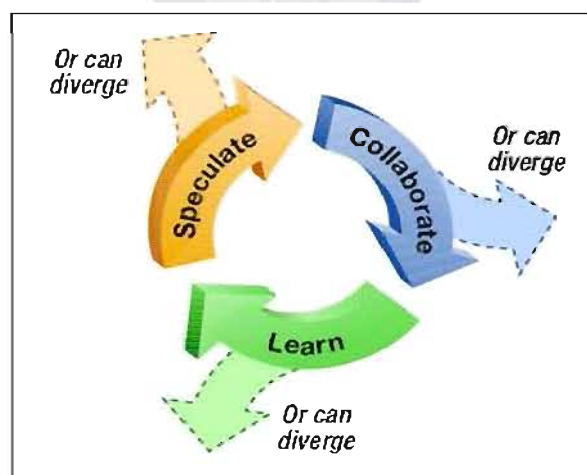 Or can
diverge
Speculate
Collaborate
Or can
diverge
Learn
Or can
diverge